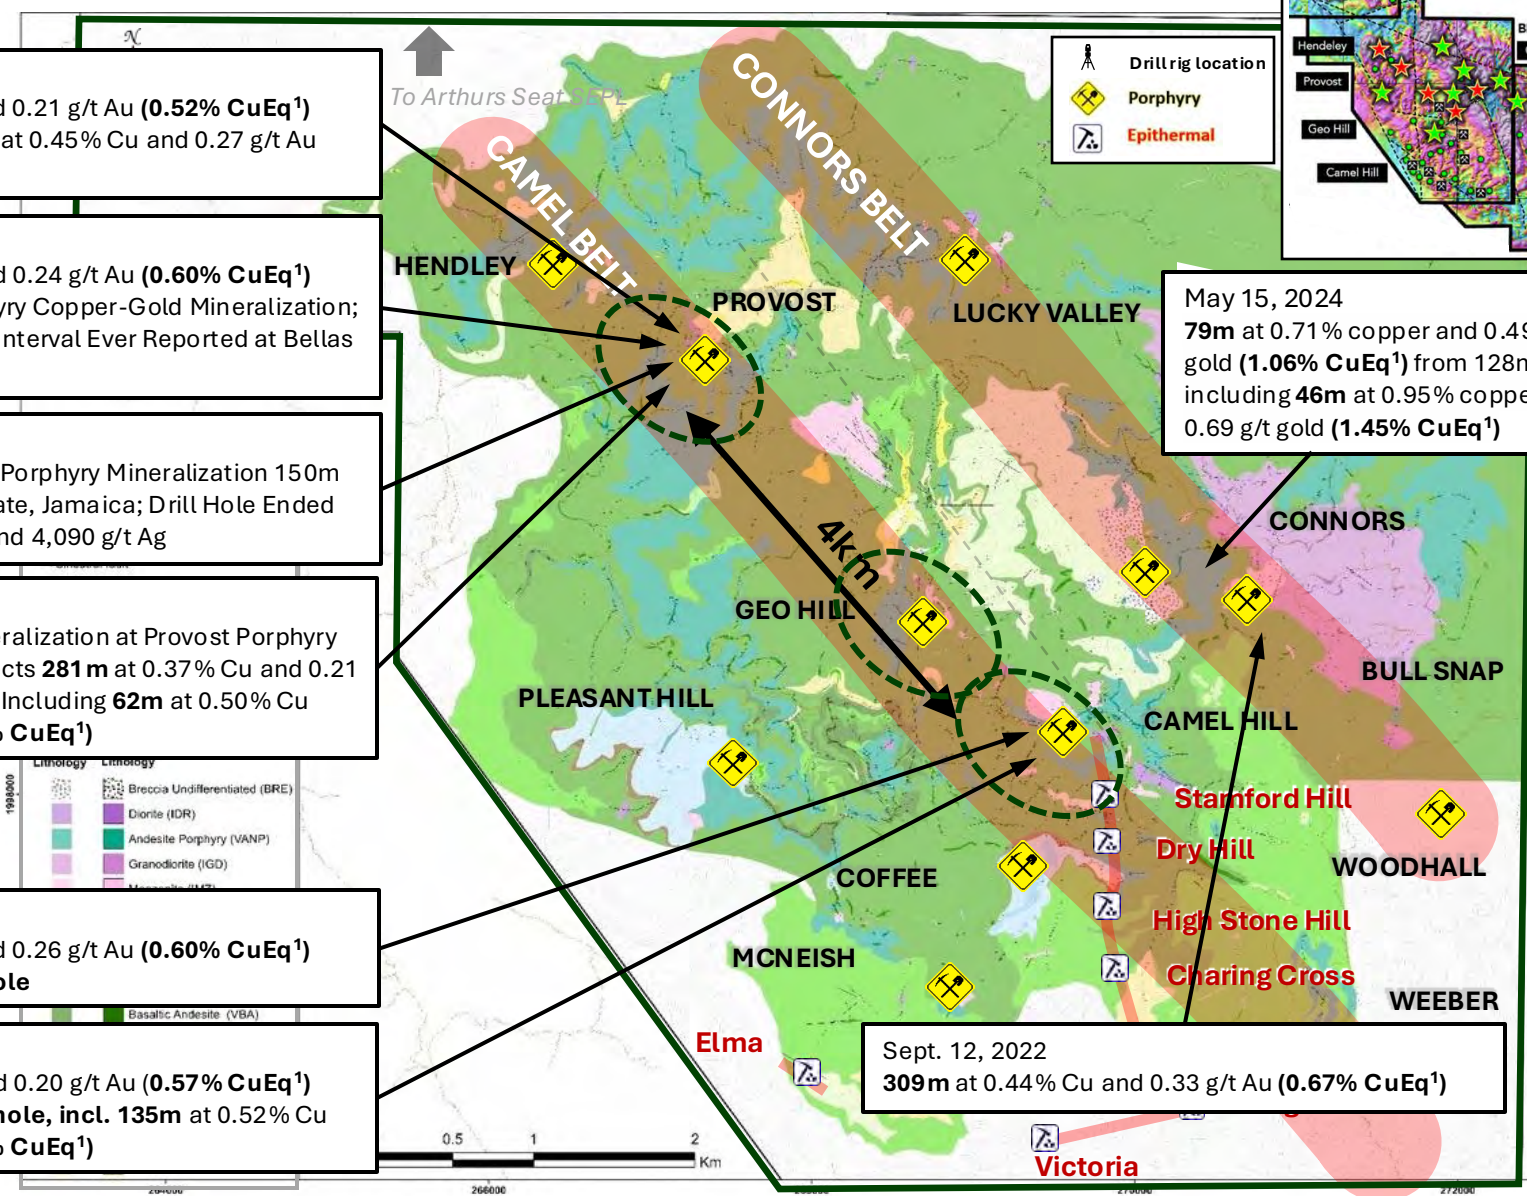 N
To Arthurs Seat SEPL
CAMEL BELT
CONNORS BELT
Drill rig location
Porphyry
Epithermal
Hendeley
Provost
Geo Hill
Camel Hill
0.21 g/t Au (0.52% CuEq¹)
at 0.45% Cu and 0.27 g/t Au
0.24 g/t Au (0.60% CuEq¹)
Copper-Gold Mineralization;
Interval Ever Reported at Bellas
Porphyry Mineralization 150m
Jamaica; Drill Hole Ended
4,090 g/t Ag
at Provost Porphyry
281m at 0.37% Cu and 0.21
Including 62m at 0.50% Cu
CuEq¹)
Lithology Lithology
Breccia Undifferentiated (BRE)
Diorite (IDR)
Andesite Porphyry (VANP)
Granodiorite (IGD)
1998000
0.26 g/t Au (0.60% CuEq¹)
Basaltic Andesite (VBA)
0.20 g/t Au (0.57% CuEq¹)
hole, incl. 135m at 0.52% Cu
CuEq¹)
HENDLEY
PROVOST
LUCKY VALLEY
May 15, 2024
79m at 0.71% copper and 0.49
gold (1.06% CuEq¹) from 128m
including 46m at 0.95% copper
0.69 g/t gold (1.45% CuEq¹)
4km
CONNORS
GEO HILL
BULL SNAP
PLEASANT HILL
CAMEL HILL
Stamford Hill
Dry Hill
WOODHALL
COFFEE
High Stone Hill
MCNEISH
Charing Cross
WEEBER
Elma
Sept. 12, 2022
309m at 0.44% Cu and 0.33 g/t Au (0.67% CuEq¹)
Victoria
0.5 1 2
Km
266000
272000